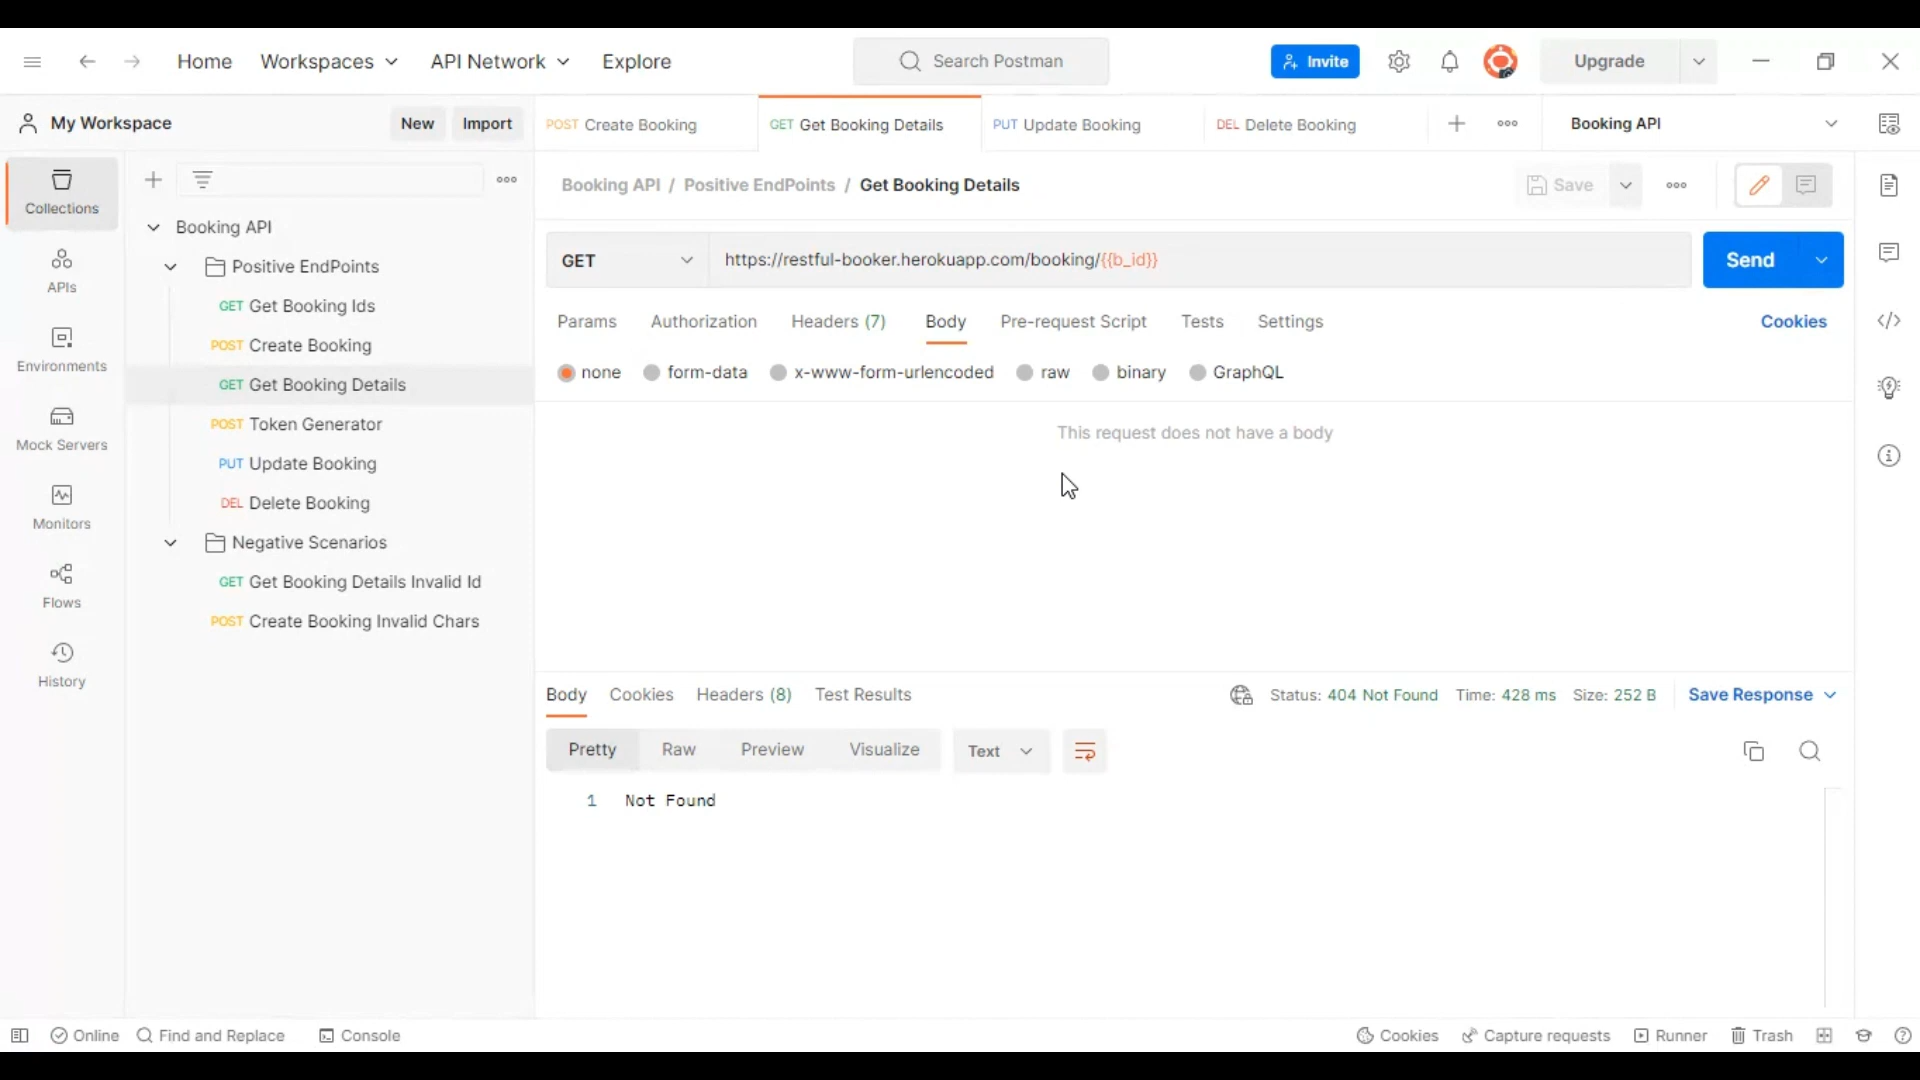 Home Workspaces API Network Explore Search Postman Invite Upgrade
My Workspace New Import POST Create Booking GET Get Booking Details PUT Update Booking DEL Delete Booking Booking API
Collections
APIs
Environments
Mock Servers
Monitors
Flows
History
Booking API
Positive EndPoints
GET Get Booking Ids
POST Create Booking
GET Get Booking Details
POST Token Generator
PUT Update Booking
DEL Delete Booking
Negative Scenarios
GET Get Booking Details Invalid Id
POST Create Booking Invalid Chars
Booking API / Positive EndPoints / Get Booking Details Save
GET https://restful-booker.herokuapp.com/booking/{{b_id}} Send
Params Authorization Headers (7) Body Pre-request Script Tests Settings Cookies
none form-data x-www-form-urlencoded raw binary GraphQL
This request does not have a body
Body Cookies Headers (8) Test Results Status: 404 Not Found Time: 428 ms Size: 252 B Save Response
Pretty Raw Preview Visualize Text
1 Not Found
Online Find and Replace Console Cookies Capture requests Runner Trash